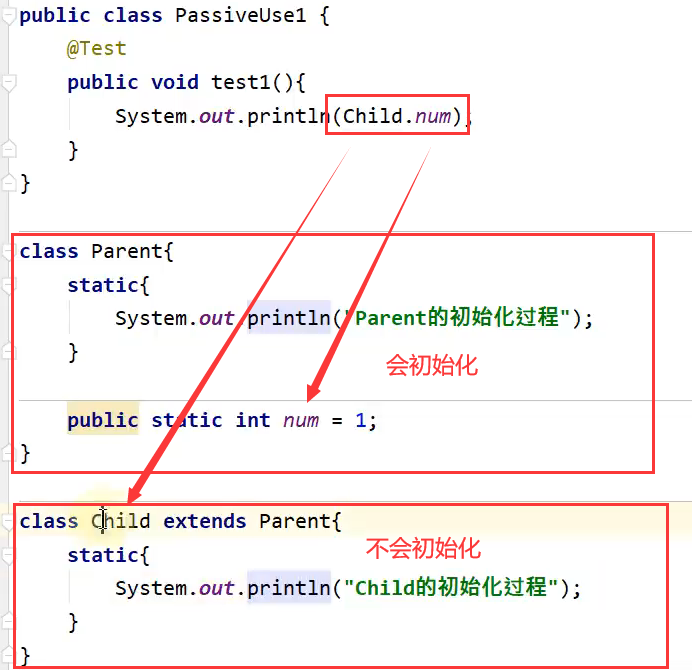 public class PassiveUse1 {
@Test
public void test1(){
System.out.println(Child.num);
}
}
class Parent{
static{
System.out.println("Parent的初始化过程");
}
会初始化
public static int num = 1;
}
class Child extends Parent{
不会初始化
static{
System.out.println("Child的初始化过程");
}
}